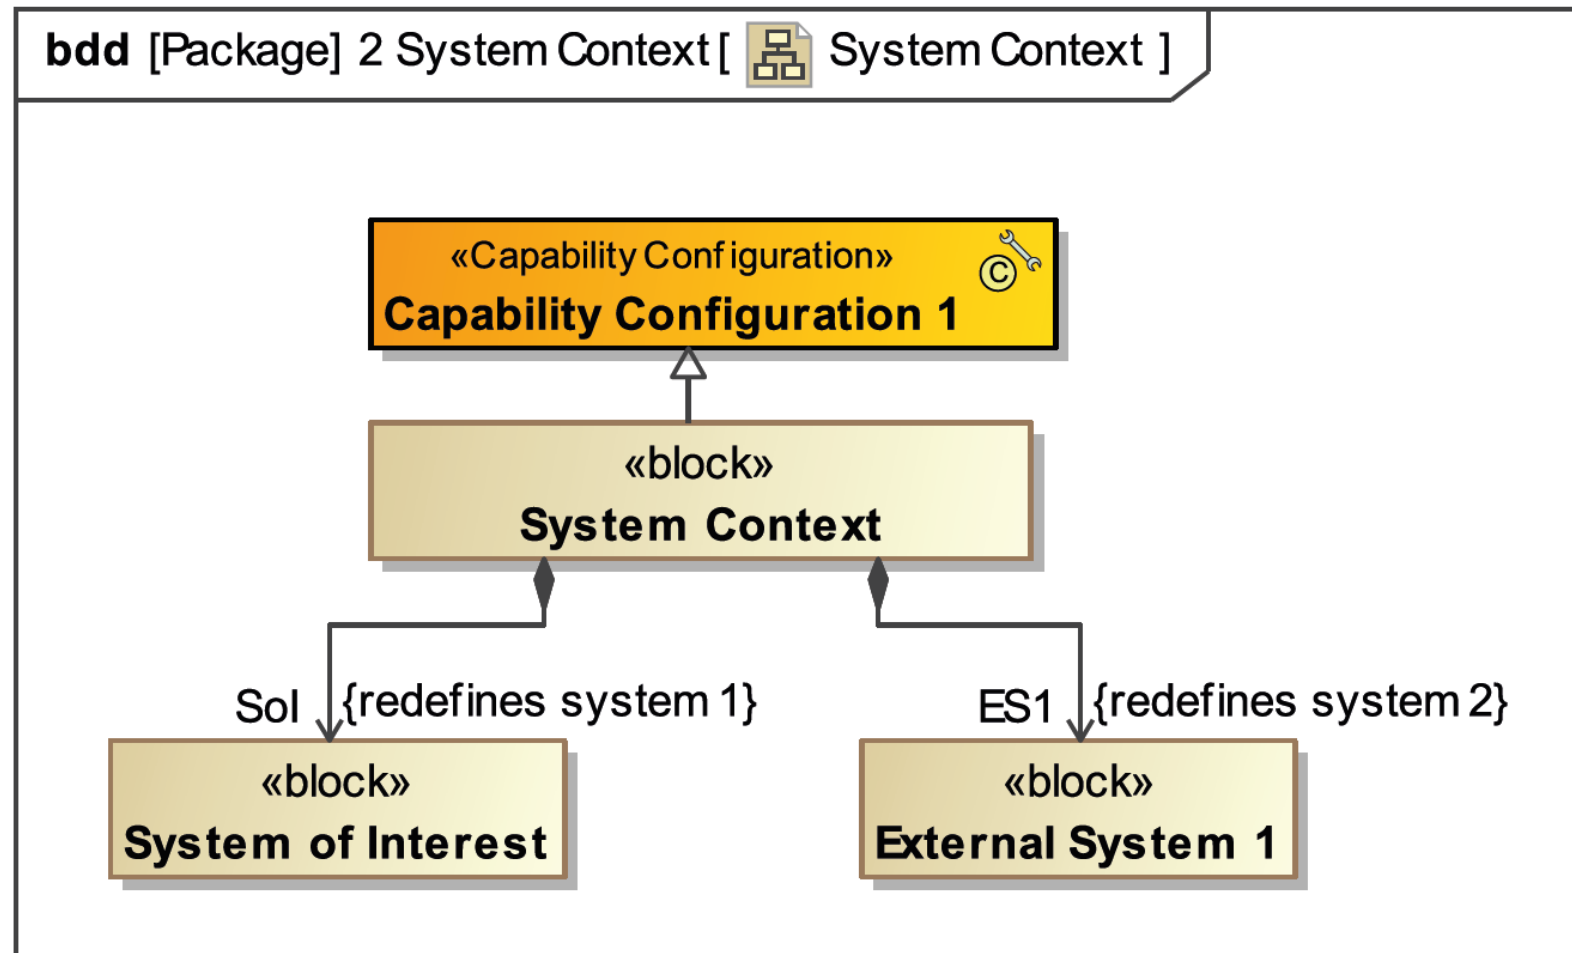 bdd [Package] 2 System Context [ System Context ]
«Capability Configuration»
C
Capability Configuration 1
«block»
System Context
SoI {redefines system 1}
ES1 {redefines system 2}
«block»
System of Interest
«block»
External System 1